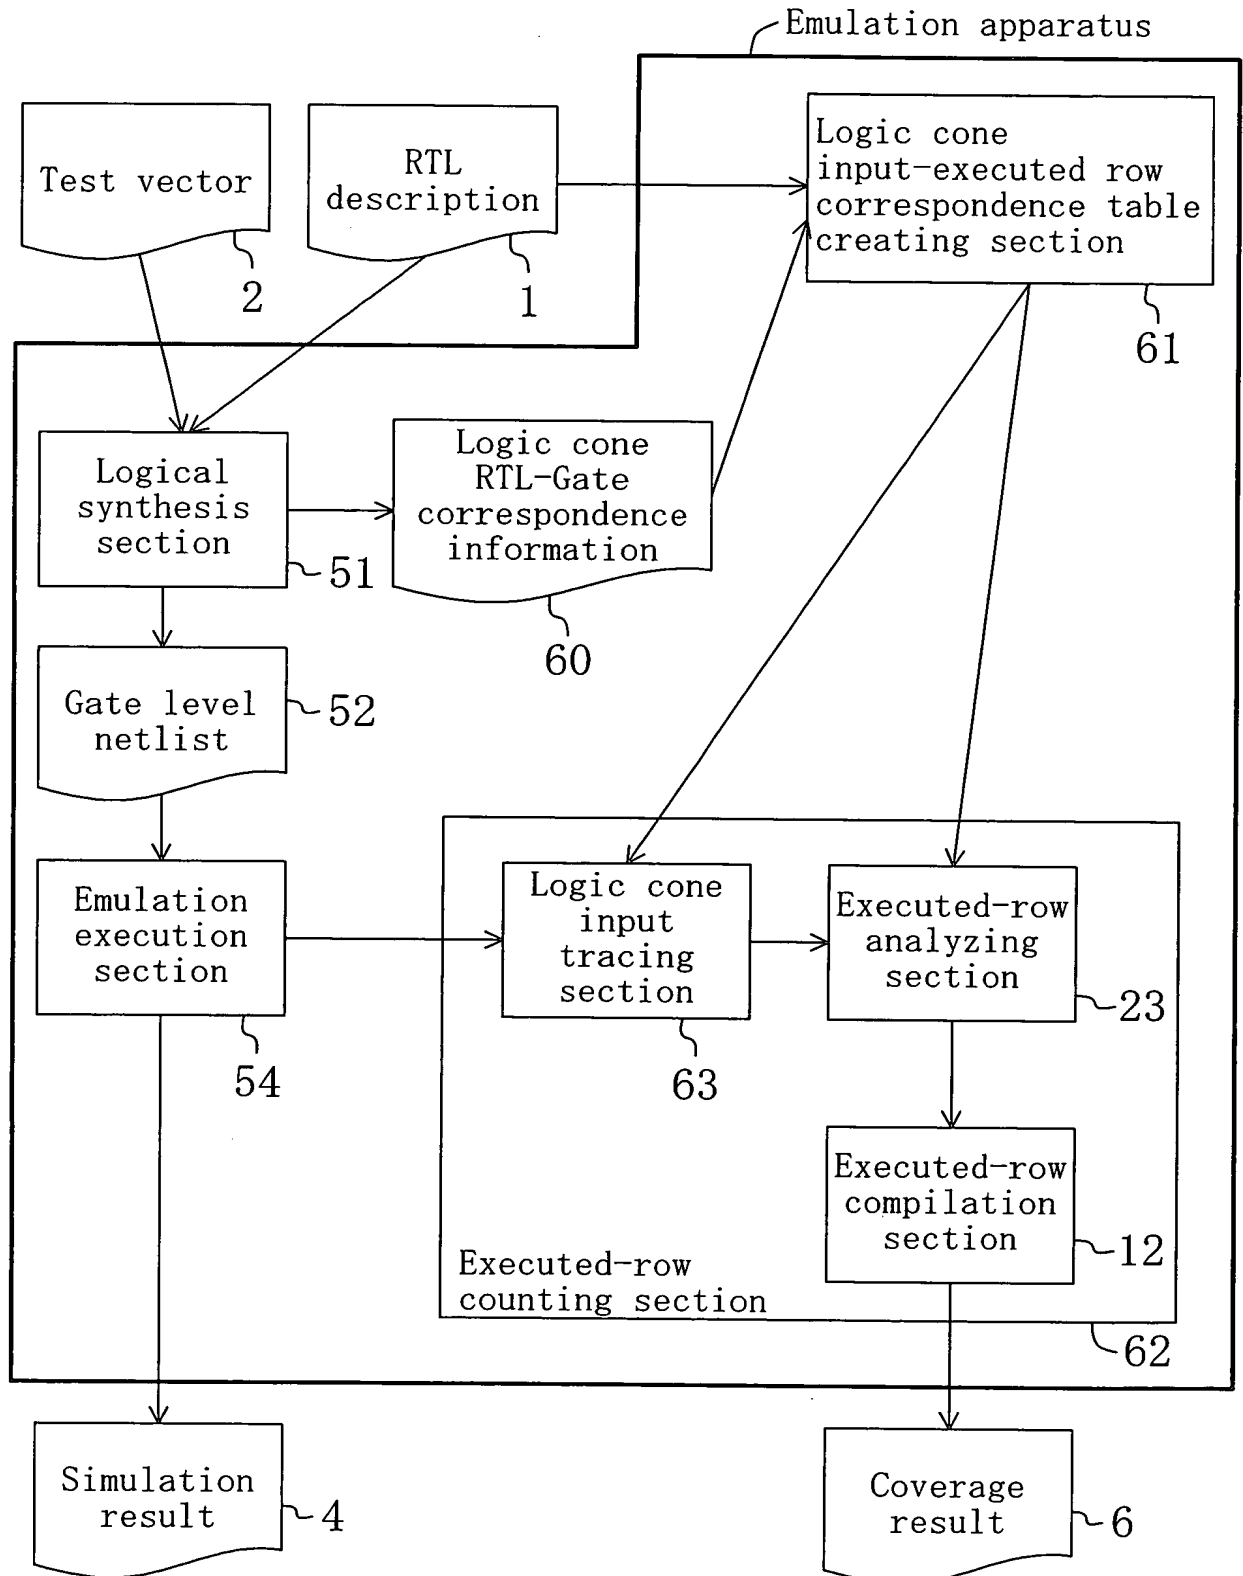 Emulation apparatus
Test vector
2
RTL
description
1
Logic cone
input-executed row
correspondence table
creating section
61
Logical
synthesis
section
51
Logic cone
RTL-Gate
correspondence
information
60
Gate level
netlist
52
Emulation
execution
section
54
Logic cone
input
tracing
section
63
Executed-row
analyzing
section
23
Executed-row
compilation
section
12
Executed-row
counting section
62
Simulation
result
4
Coverage
result
6